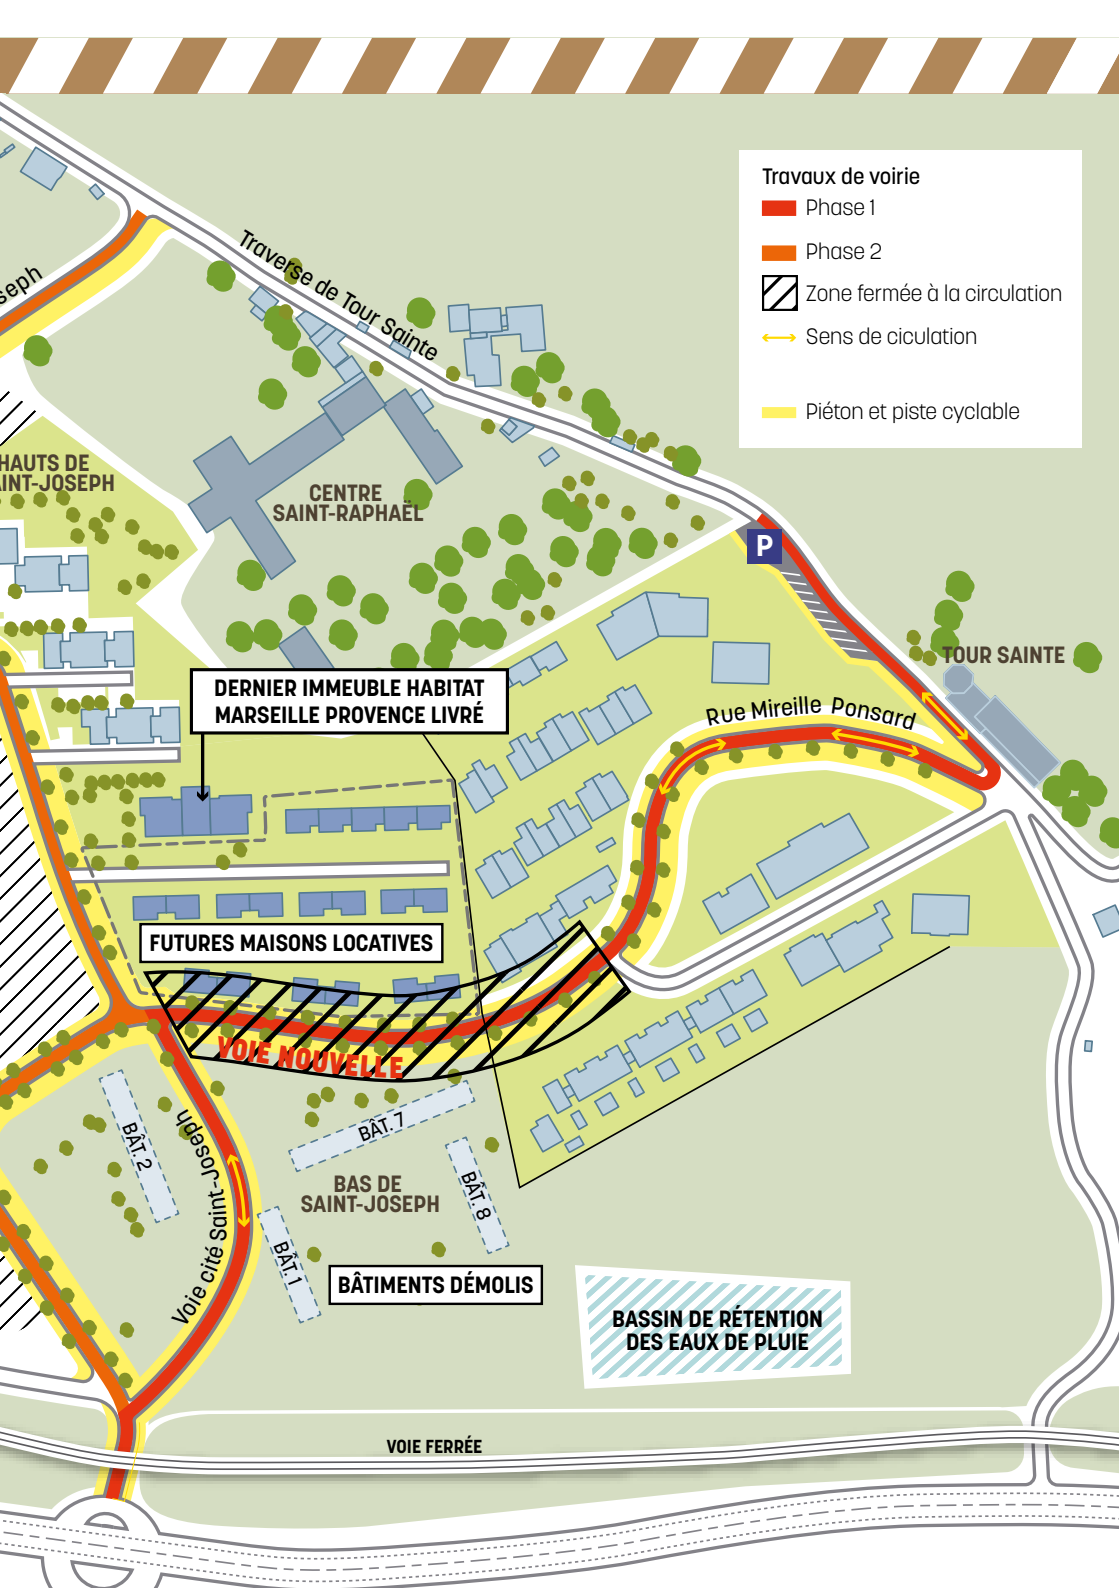 Travaux de voirie
Phase 1
Phase 2
Zone fermée à la circulation
Sens de ciculation
Piéton et piste cyclable
seph
Traverse de Tour Sainte
HAUTS DE
INT-JOSEPH
CENTRE
SAINT-RAPHAËL
P
TOUR SAINTE
DERNIER IMMEUBLE HABITAT
MARSEILLE PROVENCE LIVRÉ
Rue Mireille Ponsard
FUTURES MAISONS LOCATIVES
VOIE NOUVELLE
BÂT. 2
BÂT. 7
Voie cité Saint-Joseph
BAS DE
SAINT-JOSEPH
BÂT. 8
BÂT. 1
BÂTIMENTS DÉMOLIS
BASSIN DE RÉTENTION
DES EAUX DE PLUIE
VOIE FERRÉE